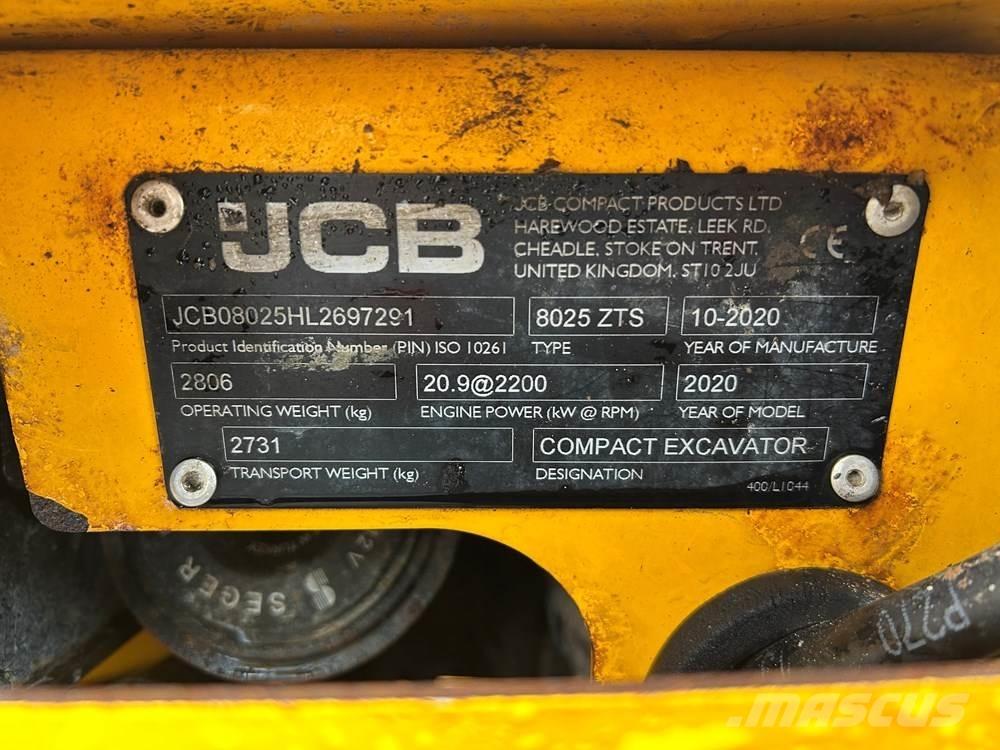 JCB
JCB COMPACT PRODUCTS LTD
HAREWOOD ESTATE, LEEK RD,
CHEADLE, STOKE ON TRENT,
UNITED KINGDOM, ST10 2JU
CE
JCB08025HL2697291
8025 ZTS
10-2020
Product Identification Number (PIN) ISO 10261
TYPE
YEAR OF MANUFACTURE
2806
20.9@2200
2020
OPERATING WEIGHT (kg)
ENGINE POWER (kW @ RPM)
YEAR OF MODEL
2731
COMPACT EXCAVATOR
TRANSPORT WEIGHT (kg)
DESIGNATION
400/L1044
SEGER
12V
P270
MASCUS